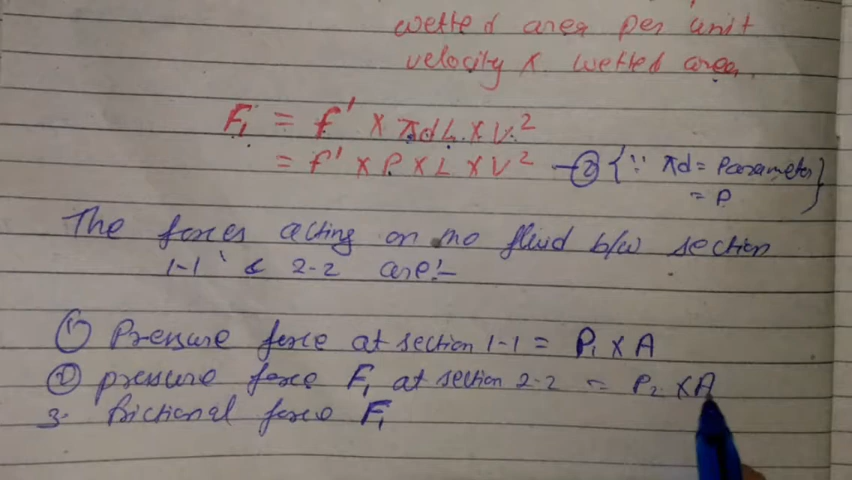 wetted area per unit
velocity x wetted area
F₁ = f' × πdL × V²
= f' × P × L × V² —② {∵ πd = Parameter
= P}
The forces acting on the fluid b/w section
1-1 & 2-2 are:-
① Pressure force at section 1-1 = P₁ × A
② pressure force F₁ at section 2-2 = P₂ × A
3. frictional force F₁